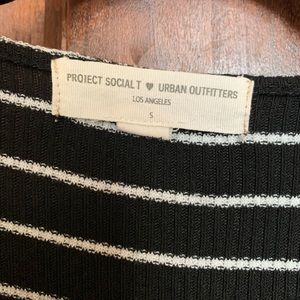 PROJECT SOCIAL T ♥ URBAN OUTFITTERS
LOS ANGELES
S